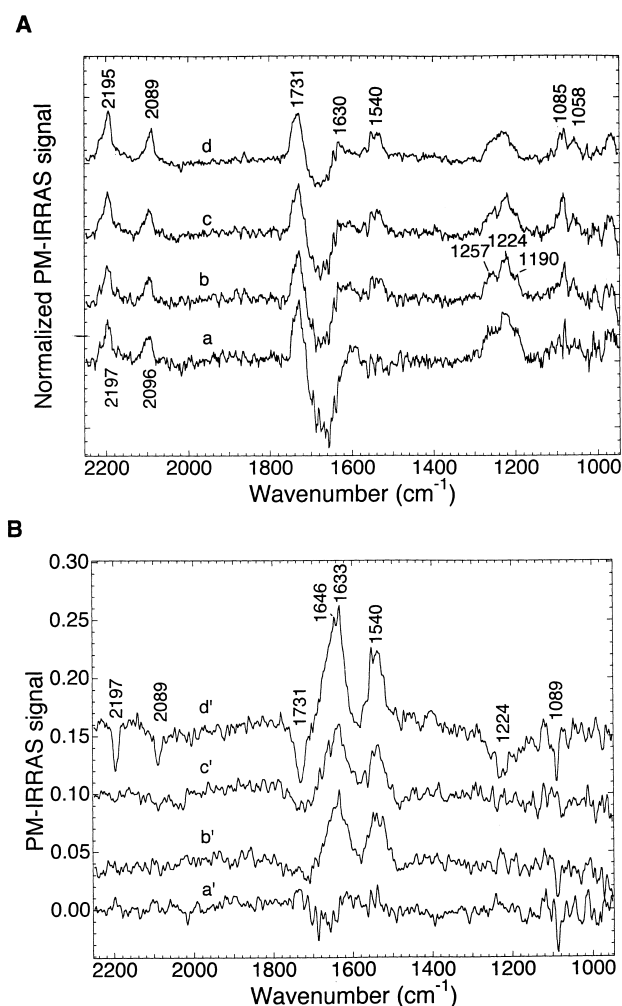 A
2195
2089
1731
1630
1540
1085
1058
d
c
1224
1257
1190
b
a
2197
2096
Normalized PM-IRRAS signal
2200 2000 1800 1600 1400 1200 1000
Wavenumber (cm⁻¹)
B
0.30
0.25
0.20
0.15
0.10
0.05
0.00
PM-IRRAS signal
2197
2089
1731
1646
1633
1540
1224
1089
d'
c'
b'
a'
2200 2000 1800 1600 1400 1200 1000
Wavenumber (cm⁻¹)